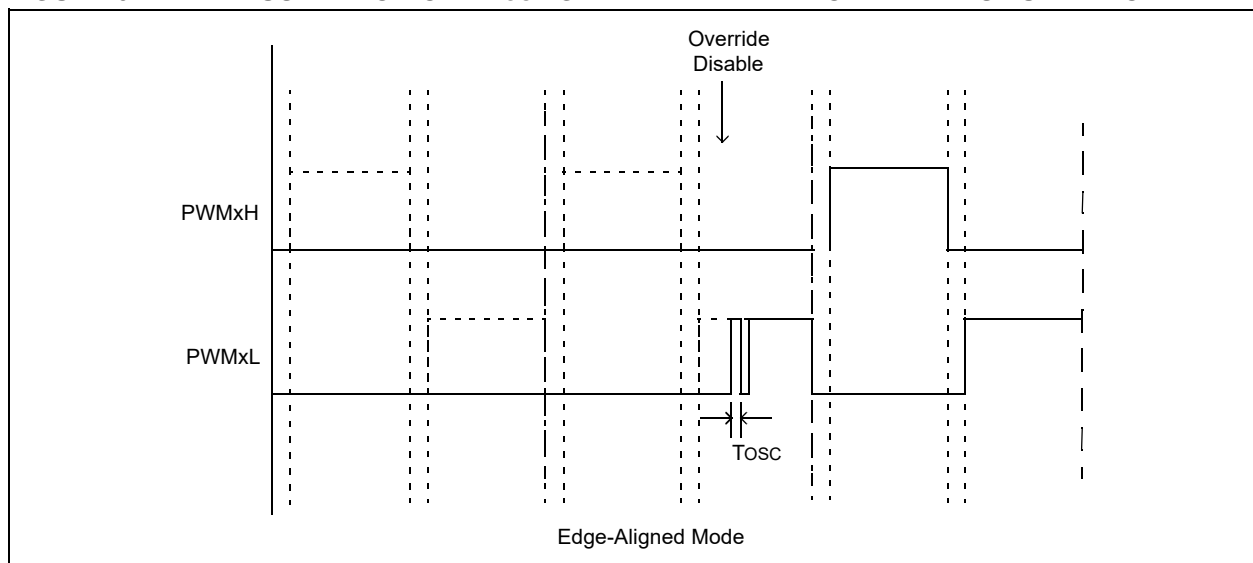 Override
Disable
PWMxH
PWMxL
TOSC
Edge-Aligned Mode